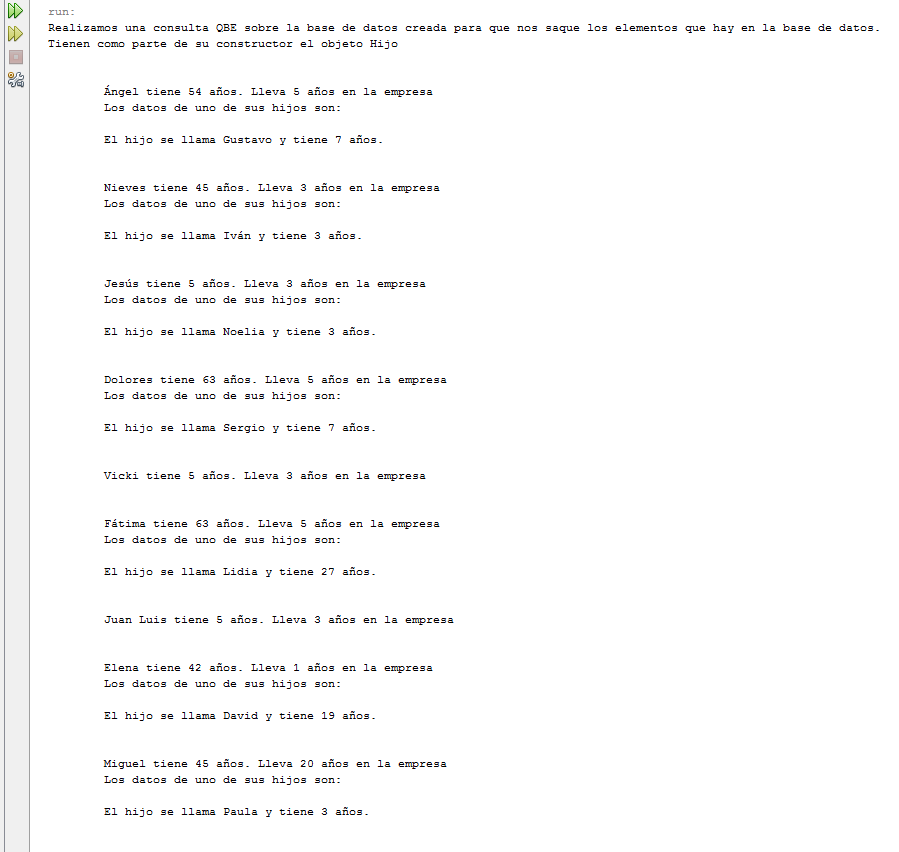 run:
Realizamos una consulta QBE sobre la base de datos creada para que nos saque los elementos que hay en la base de datos.
Tienen como parte de su constructor el objeto Hijo
Ángel tiene 54 años. Lleva 5 años en la empresa
Los datos de uno de sus hijos son:
El hijo se llama Gustavo y tiene 7 años.
Nieves tiene 45 años. Lleva 3 años en la empresa
Los datos de uno de sus hijos son:
El hijo se llama Iván y tiene 3 años.
Jesús tiene 5 años. Lleva 3 años en la empresa
Los datos de uno de sus hijos son:
El hijo se llama Noelia y tiene 3 años.
Dolores tiene 63 años. Lleva 5 años en la empresa
Los datos de uno de sus hijos son:
El hijo se llama Sergio y tiene 7 años.
Vicki tiene 5 años. Lleva 3 años en la empresa
Fátima tiene 63 años. Lleva 5 años en la empresa
Los datos de uno de sus hijos son:
El hijo se llama Lidia y tiene 27 años.
Juan Luis tiene 5 años. Lleva 3 años en la empresa
Elena tiene 42 años. Lleva 1 años en la empresa
Los datos de uno de sus hijos son:
El hijo se llama David y tiene 19 años.
Miguel tiene 45 años. Lleva 20 años en la empresa
Los datos de uno de sus hijos son:
El hijo se llama Paula y tiene 3 años.